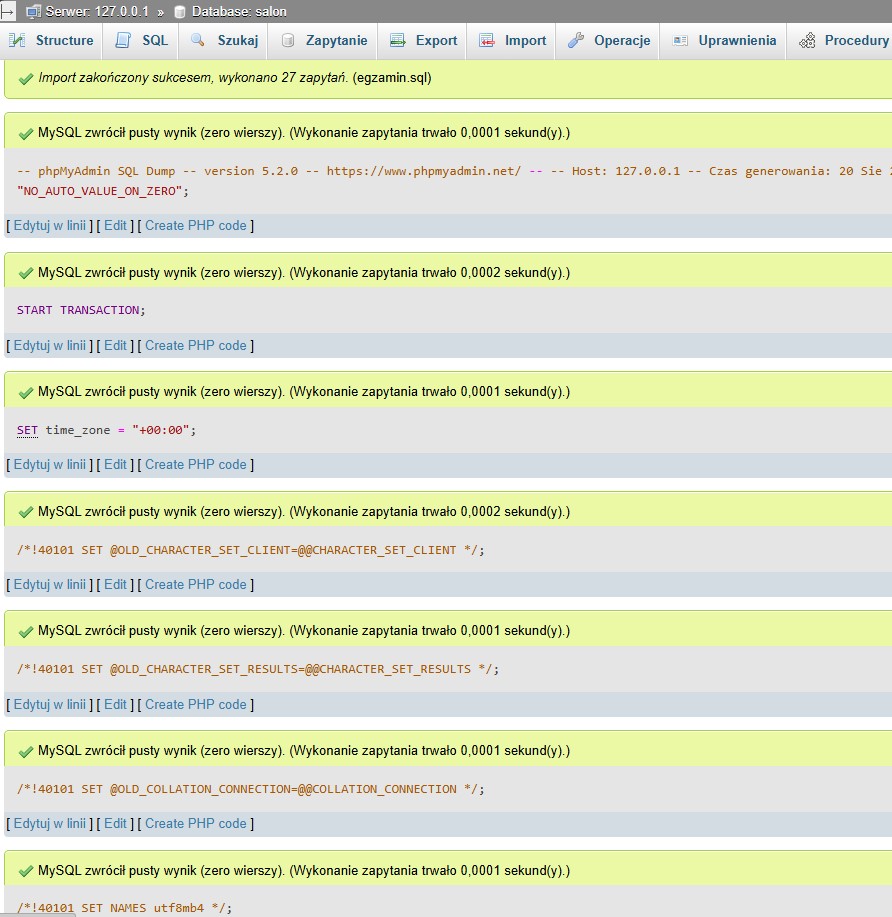 Serwer: 127.0.0.1 » Database: salon
Structure SQL Szukaj Zapytanie Export Import Operacje Uprawnienia Procedury
Import zakończony sukcesem, wykonano 27 zapytań. (egzamin.sql)
MySQL zwrócił pusty wynik (zero wierszy). (Wykonanie zapytania trwało 0,0001 sekund(y).)
-- phpMyAdmin SQL Dump -- version 5.2.0 -- https://www.phpmyadmin.net/ -- -- Host: 127.0.0.1 -- Czas generowania: 20 Sie
"NO_AUTO_VALUE_ON_ZERO";
[ Edytuj w linii ] [ Edit ] [ Create PHP code ]
MySQL zwrócił pusty wynik (zero wierszy). (Wykonanie zapytania trwało 0,0002 sekund(y).)
START TRANSACTION;
[ Edytuj w linii ] [ Edit ] [ Create PHP code ]
MySQL zwrócił pusty wynik (zero wierszy). (Wykonanie zapytania trwało 0,0001 sekund(y).)
SET time_zone = "+00:00";
[ Edytuj w linii ] [ Edit ] [ Create PHP code ]
MySQL zwrócił pusty wynik (zero wierszy). (Wykonanie zapytania trwało 0,0002 sekund(y).)
/*!40101 SET @OLD_CHARACTER_SET_CLIENT=@@CHARACTER_SET_CLIENT */;
[ Edytuj w linii ] [ Edit ] [ Create PHP code ]
MySQL zwrócił pusty wynik (zero wierszy). (Wykonanie zapytania trwało 0,0001 sekund(y).)
/*!40101 SET @OLD_CHARACTER_SET_RESULTS=@@CHARACTER_SET_RESULTS */;
[ Edytuj w linii ] [ Edit ] [ Create PHP code ]
MySQL zwrócił pusty wynik (zero wierszy). (Wykonanie zapytania trwało 0,0001 sekund(y).)
/*!40101 SET @OLD_COLLATION_CONNECTION=@@COLLATION_CONNECTION */;
[ Edytuj w linii ] [ Edit ] [ Create PHP code ]
MySQL zwrócił pusty wynik (zero wierszy). (Wykonanie zapytania trwało 0,0001 sekund(y).)
/*!40101 SET NAMES utf8mb4 */;